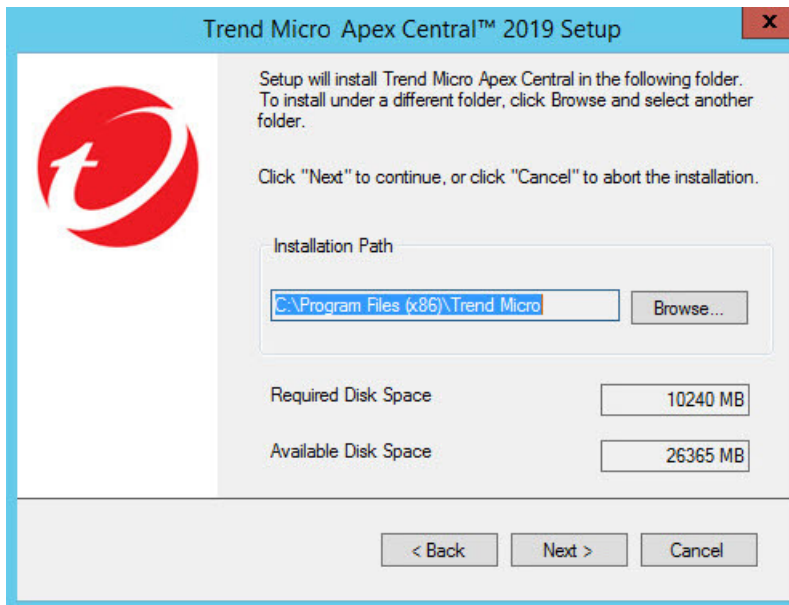 Trend Micro Apex Central™ 2019 Setup
x
Setup will install Trend Micro Apex Central in the following folder.
To install under a different folder, click Browse and select another
folder.
Click "Next" to continue, or click "Cancel" to abort the installation.
Installation Path
C:\Program Files (x86)\Trend Micro
Browse...
Required Disk Space
10240 MB
Available Disk Space
26365 MB
< Back
Next >
Cancel